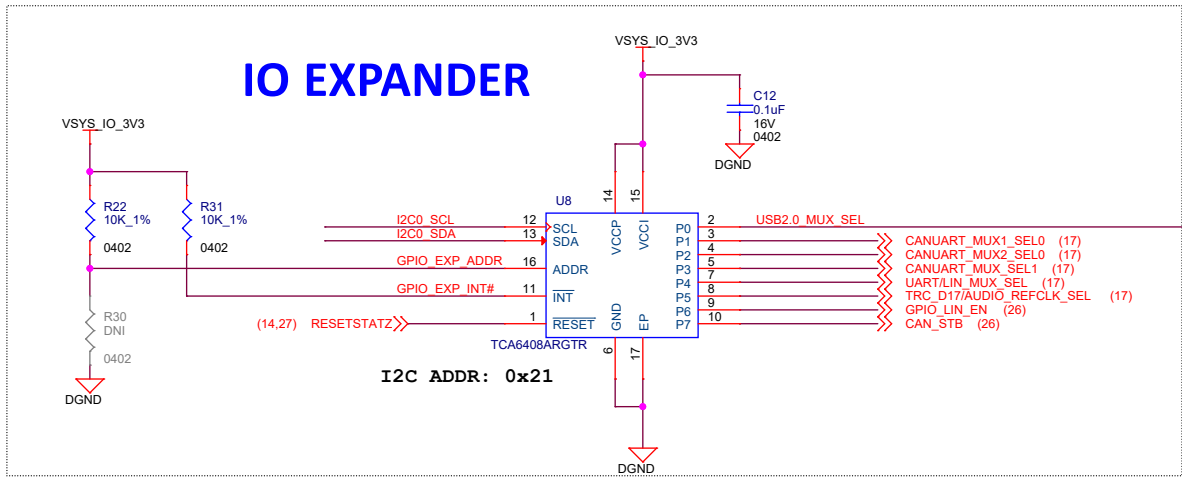 IO EXPANDER
VSYS_IO_3V3
C12
0.1uF
16V
0402
DGND
VSYS_IO_3V3
R22
10K_1%
0402
R31
10K_1%
0402
R30
DNI
0402
DGND
U8
14
15
VCCP
VCCI
I2C0_SCL 12 SCL
I2C0_SDA 13 SDA
GPIO_EXP_ADDR 16 ADDR
GPIO_EXP_INT# 11 INT
(14,27) RESETSTATZ 1 RESET
P0 2 USB2.0_MUX_SEL
P1 3 CANUART_MUX1_SEL0 (17)
P2 4 CANUART_MUX2_SEL0 (17)
P3 5 CANUART_MUX_SEL1 (17)
P4 7 UART/LIN_MUX_SEL (17)
P5 8 TRC_D17/AUDIO_REFCLK_SEL (17)
P6 9 GPIO_LIN_EN (26)
P7 10 CAN_STB (26)
GND
EP
6
17
TCA6408ARGTR
I2C ADDR: 0x21
DGND